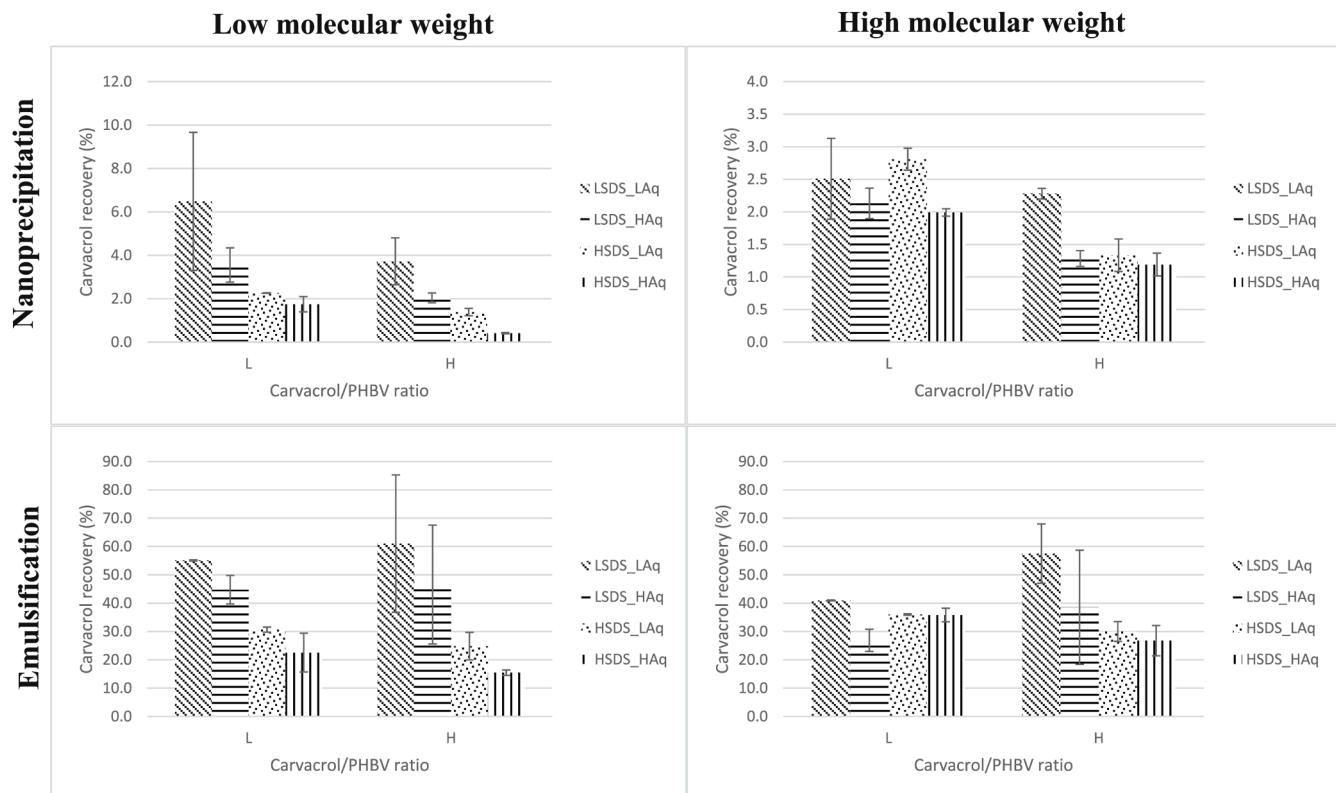 Low molecular weight
High molecular weight
Nanoprecipitation
Carvacrol recovery (%)
12.0
10.0
8.0
6.0
4.0
2.0
0.0
L
H
Carvacrol/PHBV ratio
LSDS_LAq
LSDS_HAq
HSDS_LAq
HSDS_HAq
Carvacrol recovery (%)
4.0
3.5
3.0
2.5
2.0
1.5
1.0
0.5
0.0
L
H
Carvacrol/PHBV ratio
LSDS_LAq
LSDS_HAq
HSDS_LAq
HSDS_HAq
Emulsification
Carvacrol recovery (%)
90.0
80.0
70.0
60.0
50.0
40.0
30.0
20.0
10.0
0.0
L
H
Carvacrol/PHBV ratio
LSDS_LAq
LSDS_HAq
HSDS_LAq
HSDS_HAq
Carvacrol recovery (%)
90.0
80.0
70.0
60.0
50.0
40.0
30.0
20.0
10.0
0.0
L
H
Carvacrol/PHBV ratio
LSDS_LAq
LSDS_HAq
HSDS_LAq
HSDS_HAq